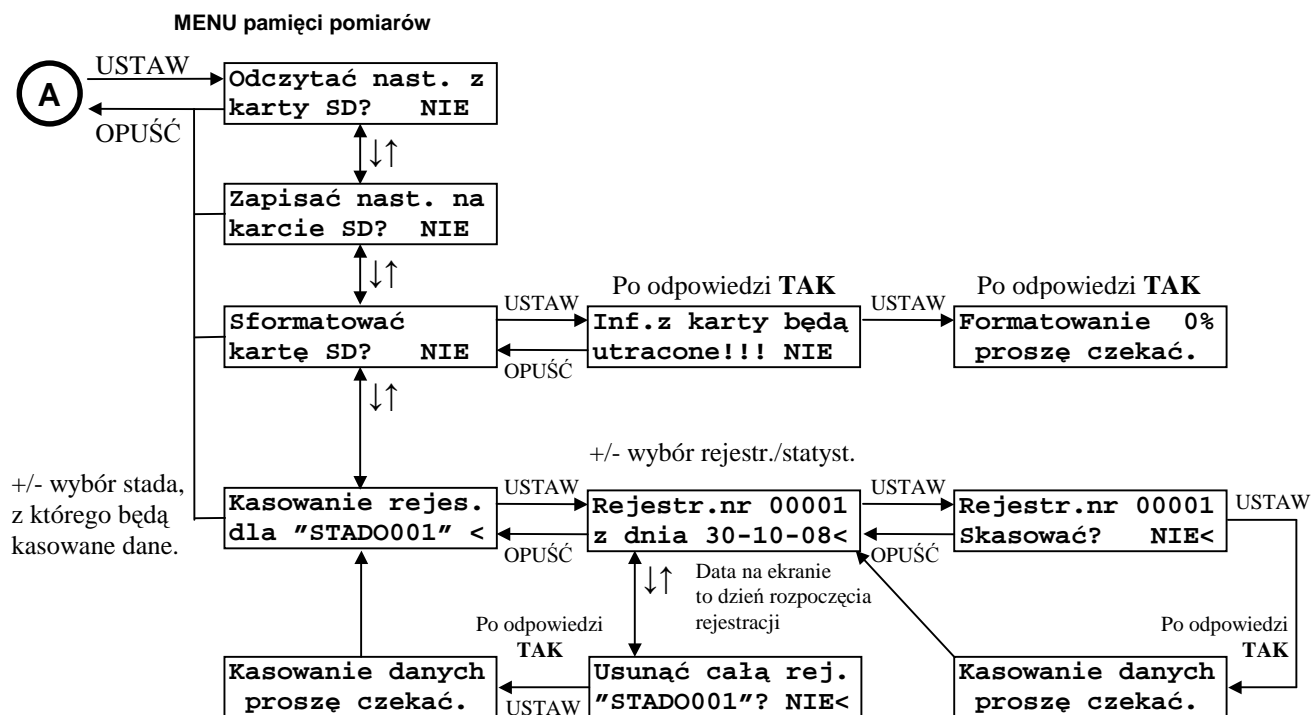 MENU pamięci pomiarów
USTAW
A
OPUŚĆ
Odczytać nast. z
karty SD? NIE
↓↑
Zapisać nast. na
karcie SD? NIE
↓↑
Sformatować
kartę SD? NIE
USTAW
OPUŚĆ
Po odpowiedzi TAK
Inf.z karty będą
utracone!!! NIE
USTAW
Po odpowiedzi TAK
Formatowanie 0%
proszę czekać.
↓↑
+/- wybór stada,
z którego będą
kasowane dane.
Kasowanie rejes.
dla "STADO001" <
USTAW
OPUŚĆ
+/- wybór rejestr./statyst.
Rejestr.nr 00001
z dnia 30-10-08<
USTAW
OPUŚĆ
Rejestr.nr 00001
Skasować? NIE<
USTAW
↓↑
Data na ekranie
to dzień rozpoczęcia
rejestracji
Po odpowiedzi
TAK
Po odpowiedzi
TAK
Kasowanie danych
proszę czekać.
USTAW
Usunąć całą rej.
"STADO001"? NIE<
Kasowanie danych
proszę czekać.